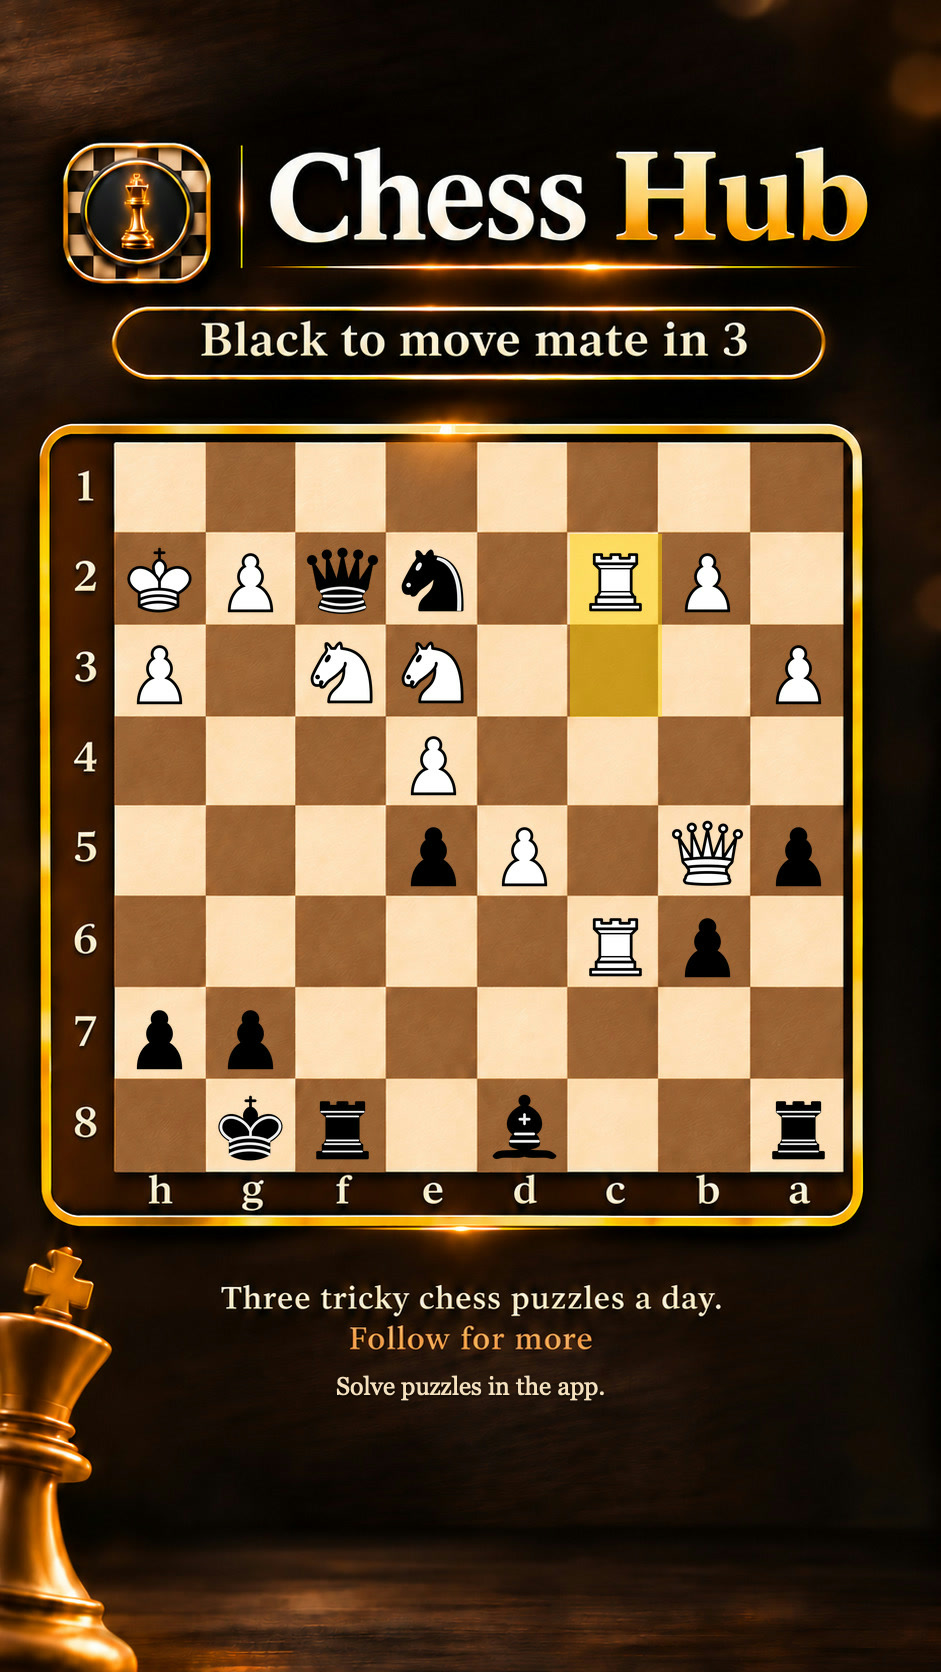 Chess Hub
Black to move mate in 3
1
2
3
4
5
6
7
8
h g f e d c b a
Three tricky chess puzzles a day.
Follow for more
Solve puzzles in the app.